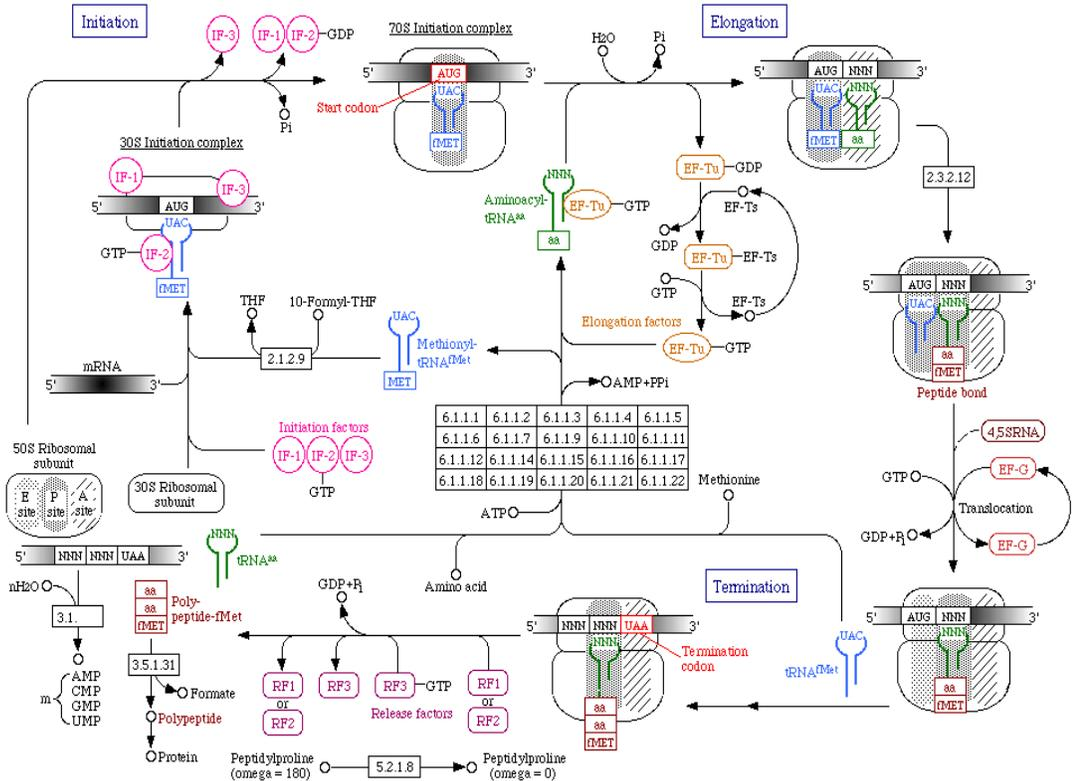 Initiation
IF-3
IF-1
IF-2
GDP
Pi
70S Initiation complex
5'
AUG
3'
Start codon
UAC
fMET
H2O
Pi
Elongation
5'
AUG
NNN
3'
UAC
NNN
fMET
aa
2.3.2.12
30S Initiation complex
IF-1
IF-3
5'
AUG
3'
UAC
GTP
IF-2
fMET
NNN
Aminoacyl-
tRNAaa
EF-Tu
GTP
aa
EF-Tu
GDP
EF-Ts
GDP
EF-Tu
EF-Ts
GTP
EF-Ts
Elongation factors
EF-Tu
GTP
5'
AUG
NNN
3'
UAC
NNN
aa
fMET
Peptide bond
THF
10-Formyl-THF
2.1.2.9
UAC
Methionyl-
tRNAfMet
MET
mRNA
5'
3'
AMP+PPi
6.1.1.1
6.1.1.2
6.1.1.3
6.1.1.4
6.1.1.5
6.1.1.6
6.1.1.7
6.1.1.9
6.1.1.10
6.1.1.11
6.1.1.12
6.1.1.14
6.1.1.15
6.1.1.16
6.1.1.17
6.1.1.18
6.1.1.19
6.1.1.20
6.1.1.21
6.1.1.22
Initiation factors
IF-1
IF-2
IF-3
GTP
50S Ribosomal
subunit
E
site
P
site
A
site
30S Ribosomal
subunit
ATP
Methionine
4,5SRNA
GTP
EF-G
Translocation
GDP+Pi
EF-G
5'
NNN
NNN
UAA
3'
NNN
tRNAaa
Amino acid
nH2O
3.1.
AMP
CMP
GMP
UMP
m
aa
aa
fMET
Poly-
peptide-fMet
3.5.1.31
Formate
Polypeptide
Protein
GDP+Pi
RF1
or
RF2
RF3
RF3
GTP
RF1
or
RF2
Release factors
Termination
5'
NNN
NNN
UAA
3'
NNN
Termination
codon
aa
aa
fMET
UAC
tRNAfMet
5'
AUG
NNN
3'
NNN
aa
fMET
Peptidylproline
(omega = 180)
5.2.1.8
Peptidylproline
(omega = 0)